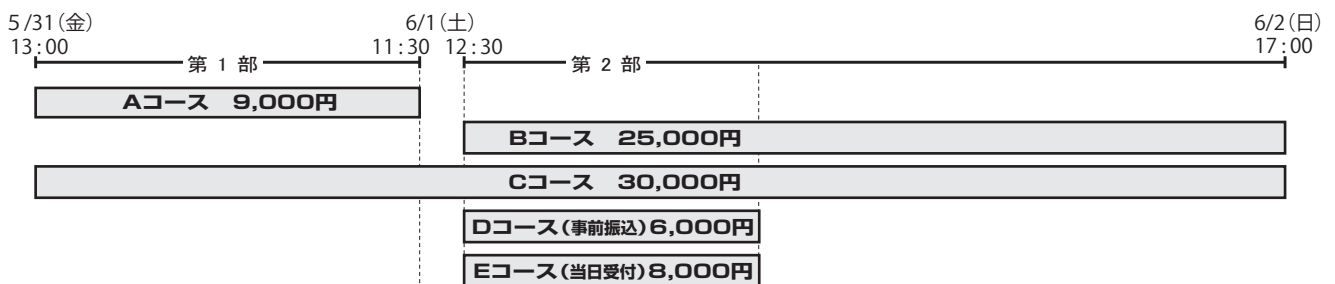 5/31(金) 6/1(土) 6/2(日)
13:00 11:30 12:30 17:00
第1部 第2部
Aコース 9,000円
Bコース 25,000円
Cコース 30,000円
Dコース(事前振込)6,000円
Eコース(当日受付)8,000円